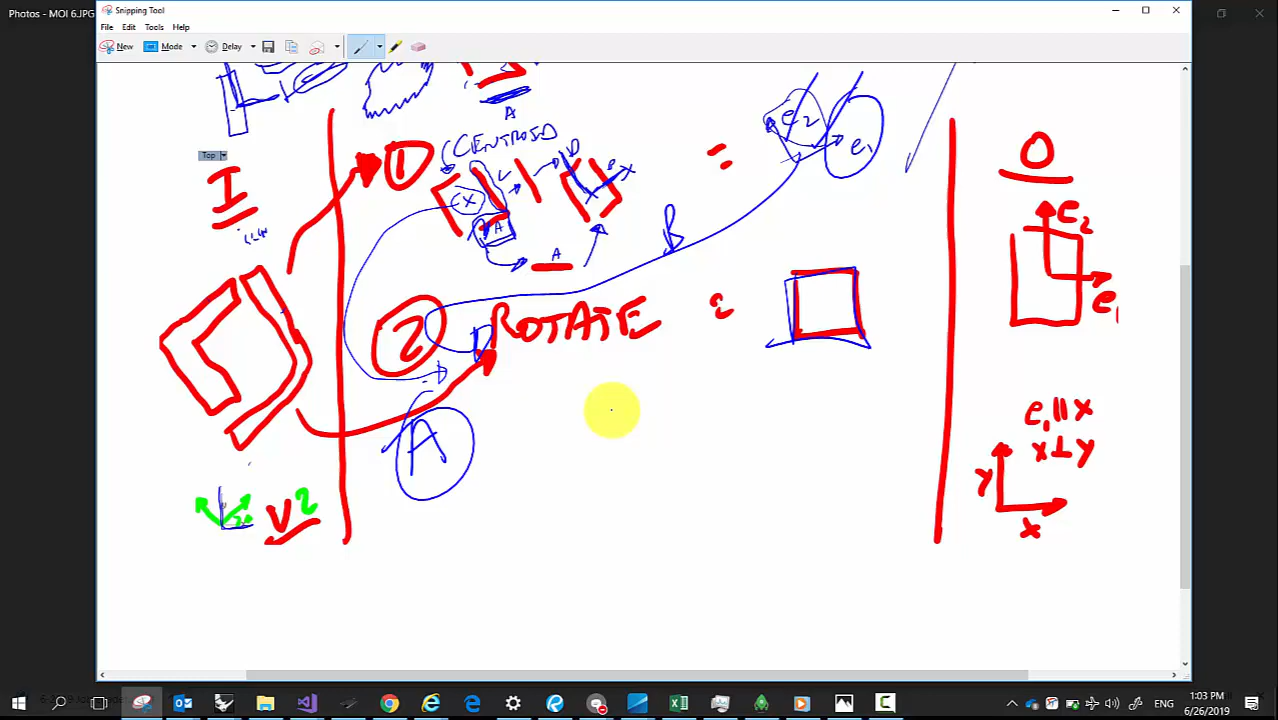 Photos - MOI 6.JPG
Snipping Tool
File Edit Tools Help
New Mode Delay
A
Top
I
1
CENTROID
x
A
A
D
=
e2
e1
B
2
ROTATE
A
V2
O
e2
e1
e1 || x
x ⊥ y
y
x
1:03 PM
6/26/2019